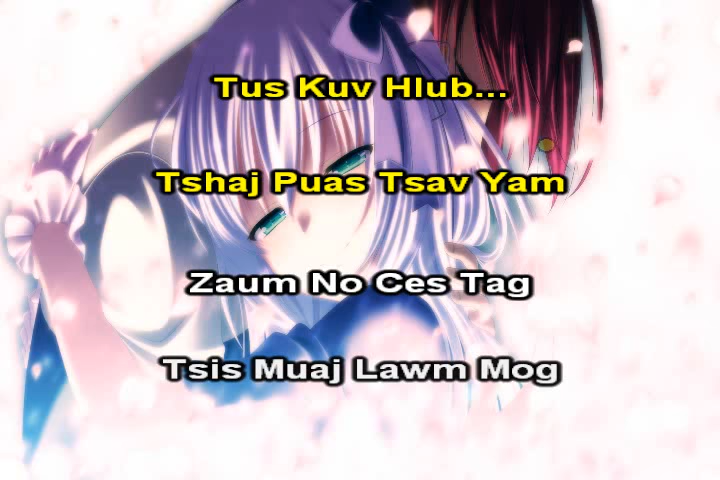 Tus Kuv Hlub...
Tshaj Puas Tsav Yam
Zaum No Ces Tag
Tsis Muaj Lawm Mog